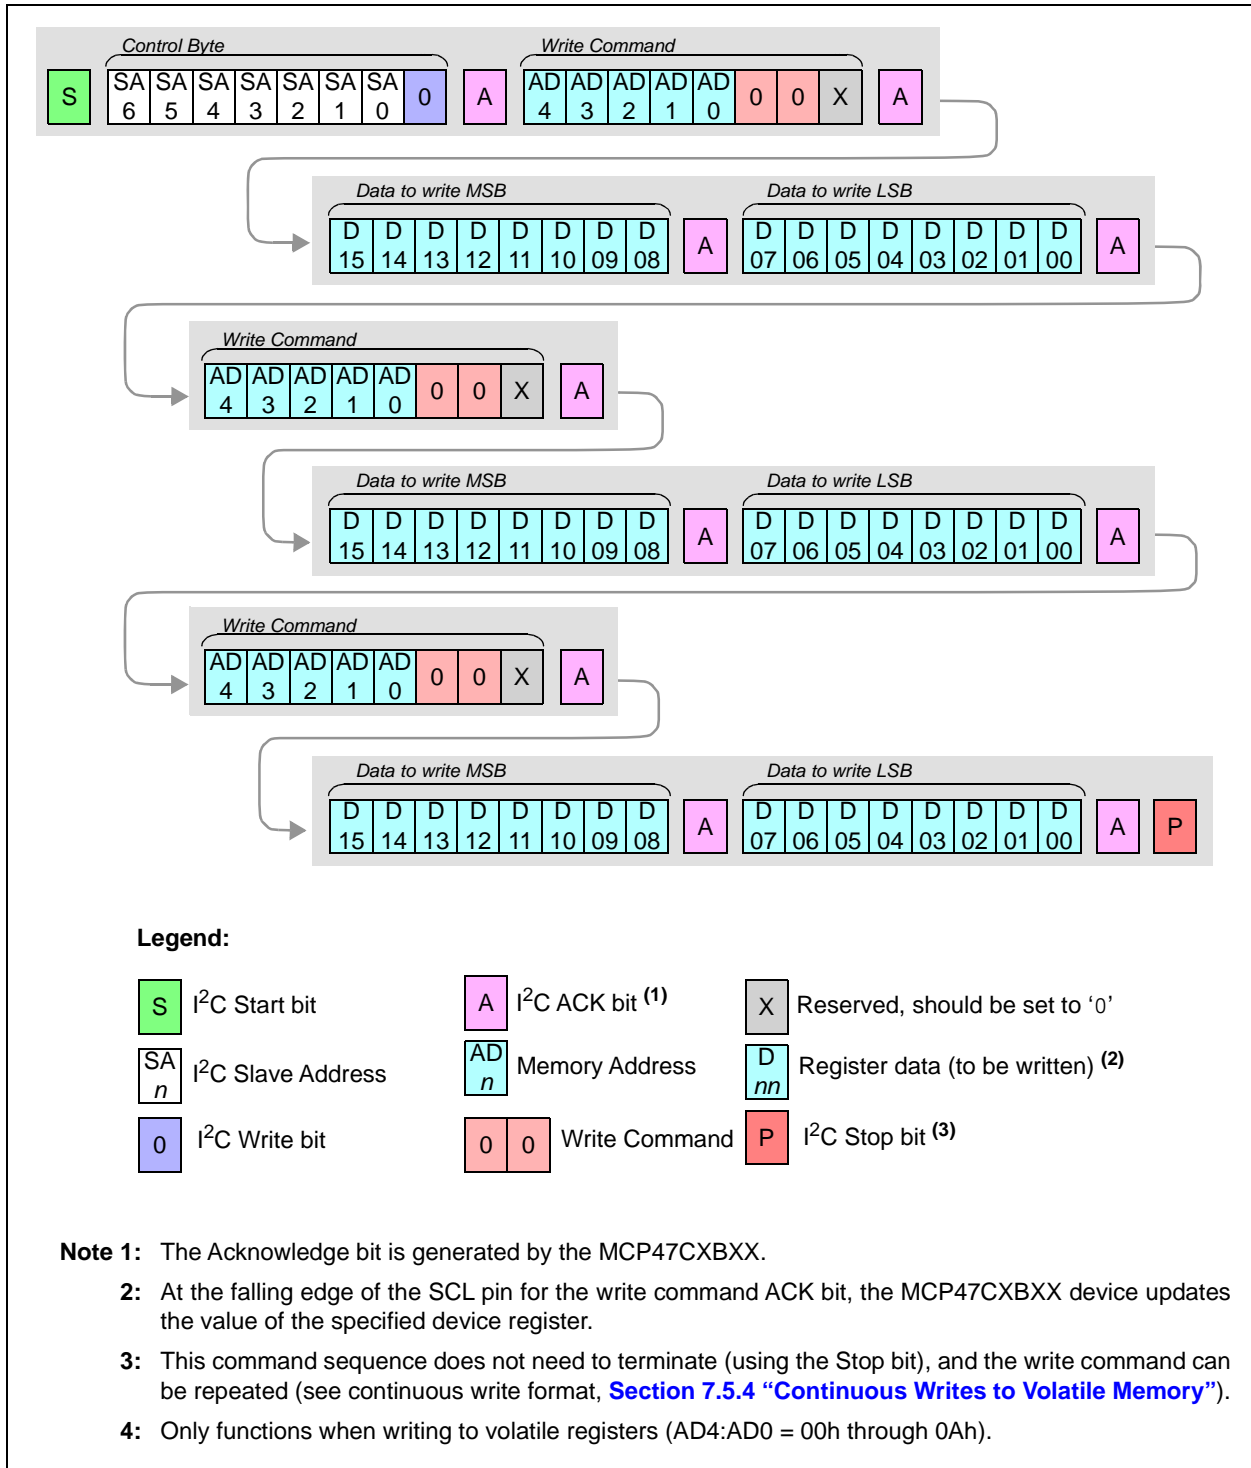 Control Byte Write Command
S SA 6 SA 5 SA 4 SA 3 SA 2 SA 1 SA 0 0 A AD 4 AD 3 AD 2 AD 1 AD 0 0 0 X A
Data to write MSB Data to write LSB
D 15 D 14 D 13 D 12 D 11 D 10 D 09 D 08 A D 07 D 06 D 05 D 04 D 03 D 02 D 01 D 00 A
Write Command
AD 4 AD 3 AD 2 AD 1 AD 0 0 0 X A
Data to write MSB Data to write LSB
D 15 D 14 D 13 D 12 D 11 D 10 D 09 D 08 A D 07 D 06 D 05 D 04 D 03 D 02 D 01 D 00 A
Write Command
AD 4 AD 3 AD 2 AD 1 AD 0 0 0 X A
Data to write MSB Data to write LSB
D 15 D 14 D 13 D 12 D 11 D 10 D 09 D 08 A D 07 D 06 D 05 D 04 D 03 D 02 D 01 D 00 A P
Legend:
S I²C Start bit A I²C ACK bit (1) X Reserved, should be set to ‘0’
SA n I²C Slave Address AD n Memory Address D nn Register data (to be written) (2)
0 I²C Write bit 0 0 Write Command P I²C Stop bit (3)
Note 1: The Acknowledge bit is generated by the MCP47CXBXX.
2: At the falling edge of the SCL pin for the write command ACK bit, the MCP47CXBXX device updates
the value of the specified device register.
3: This command sequence does not need to terminate (using the Stop bit), and the write command can
be repeated (see continuous write format, Section 7.5.4 “Continuous Writes to Volatile Memory”).
4: Only functions when writing to volatile registers (AD4:AD0 = 00h through 0Ah).